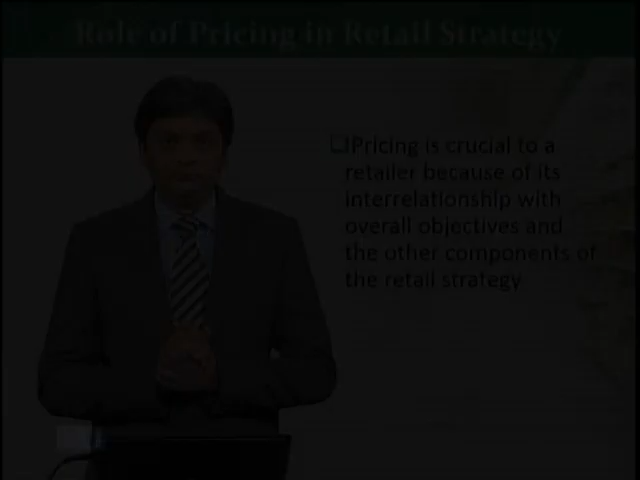 Role of Pricing in Retail Strategy
Pricing is crucial to a
retailer because of its
interrelationship with
overall objectives and
the other components of
the retail strategy